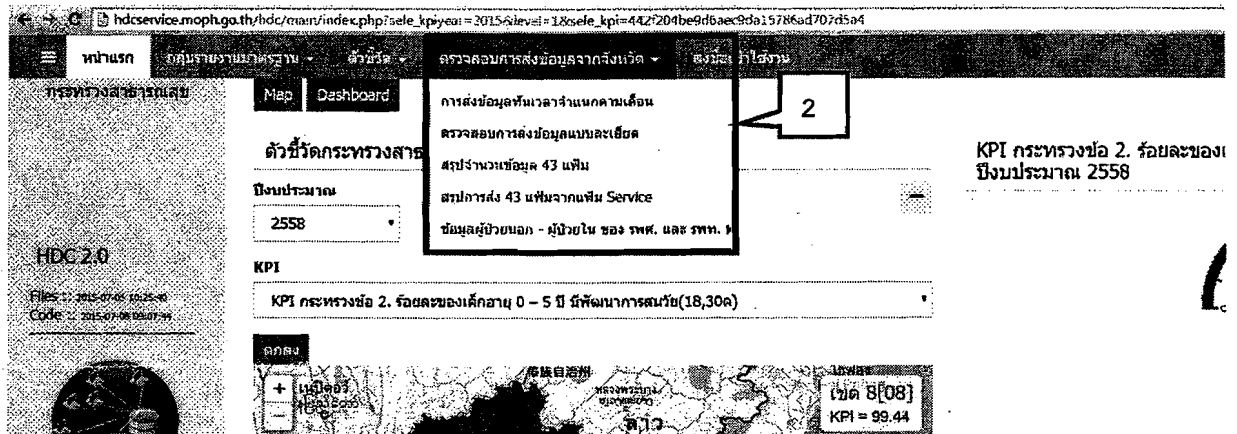 hdcservice.moph.go.th/hdc/main/index.php?sele_kpiyear=2015&level=1&sele_kpi=442f204be9d6aec9da15786ad707d5a4
หน้าแรก กลุ่มรายงานมาตรฐาน ตัวชี้วัด ตรวจสอบการส่งข้อมูลจากจังหวัด
กระทรวงสาธารณสุข
Map Dashboard
การส่งข้อมูลทันเวลาจำแนกตามเดือน
2
ตรวจสอบการส่งข้อมูลแบบละเอียด
ตัวชี้วัดกระทรวงสาธ
สรุปจำนวนข้อมูล 43 แฟ้ม
KPI กระทรวงข้อ 2. ร้อยละของเ
ปีงบประมาณ 2558
ปีงบประมาณ
สรุปการส่ง 43 แฟ้มจากแฟ้ม Service
2558
ข้อมูลผู้ป่วยนอก - ผู้ป่วยใน ของ รพศ. และ รพท.
HDC 2.0
KPI
KPI กระทรวงข้อ 2. ร้อยละของเด็กอายุ 0 – 5 ปี มีพัฒนาการสมวัย(18,30ด)
ตกลง
+
เนปีดอว์
หลวงพระบาง
ลาว
เขต 8[08]
KPI = 99.44